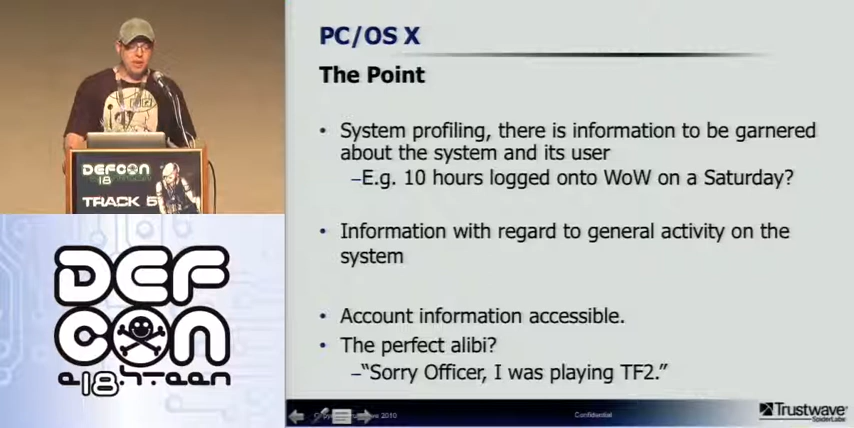 PC/OS X
The Point
• System profiling, there is information to be garnered
about the system and its user
–E.g. 10 hours logged onto WoW on a Saturday?
• Information with regard to general activity on the
system
• Account information accessible.
• The perfect alibi?
–“Sorry Officer, I was playing TF2.”
2010
Confidential
Trustwave®
SpiderLabs
DEFCON
18
TRACK 5
DEF
CON
e18hteen